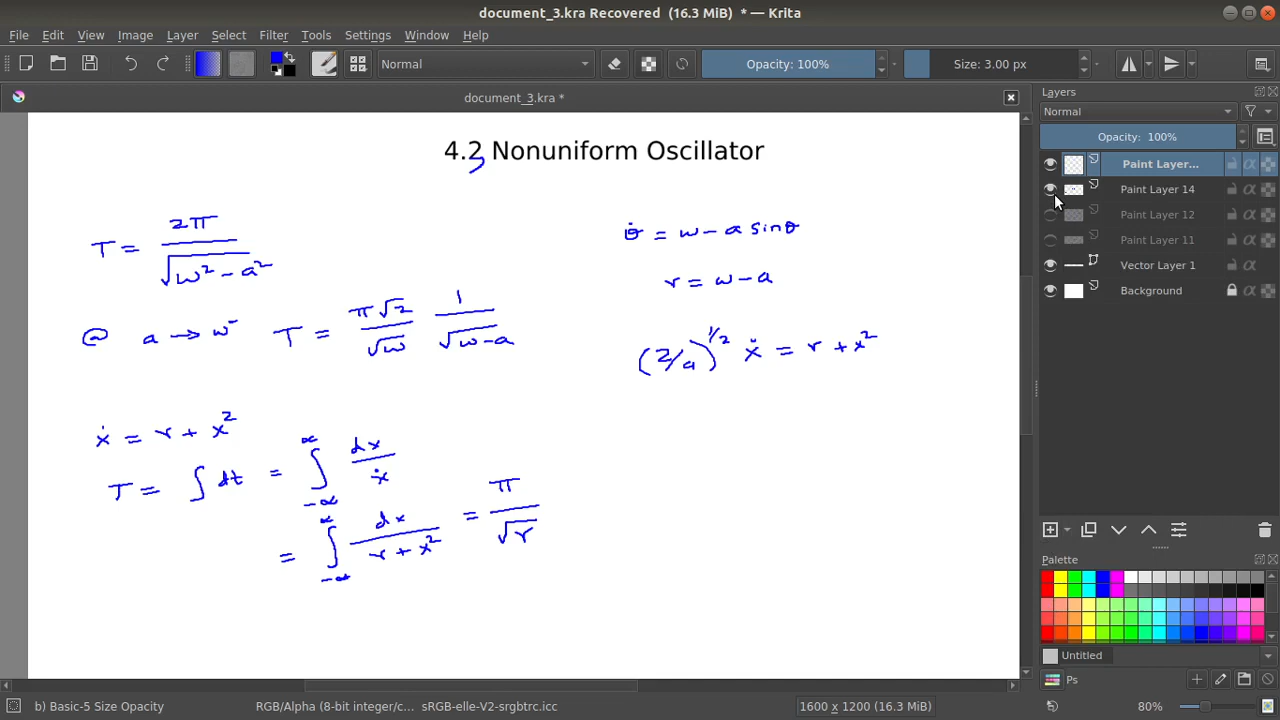 document_3.kra Recovered (16.3 MiB) * — Krita
File Edit View Image Layer Select Filter Tools Settings Window Help
Normal Opacity: 100% Size: 3.00 px
document_3.kra *
Layers
Normal
Opacity: 100%
Paint Layer...
Paint Layer 14
Paint Layer 12
Paint Layer 11
Vector Layer 1
Background
Palette
Untitled
Ps
4.2 Nonuniform Oscillator
T = 2π / √(ω² - a²)
@ a → ω⁻ T = π√2 / √ω 1 / √(ω-a)
ẋ = r + x²
T = ∫ dt = ∫_{-∞}^{∞} dx / ẋ
= ∫_{-∞}^{∞} dx / (r + x²) = π / √r
θ̇ = ω - a sinθ
r = ω - a
(2/a)^{1/2} ẋ = r + x²
b) Basic-5 Size Opacity RGB/Alpha (8-bit integer/c... sRGB-elle-V2-srgbtrc.icc 1600 x 1200 (16.3 MiB) 80%